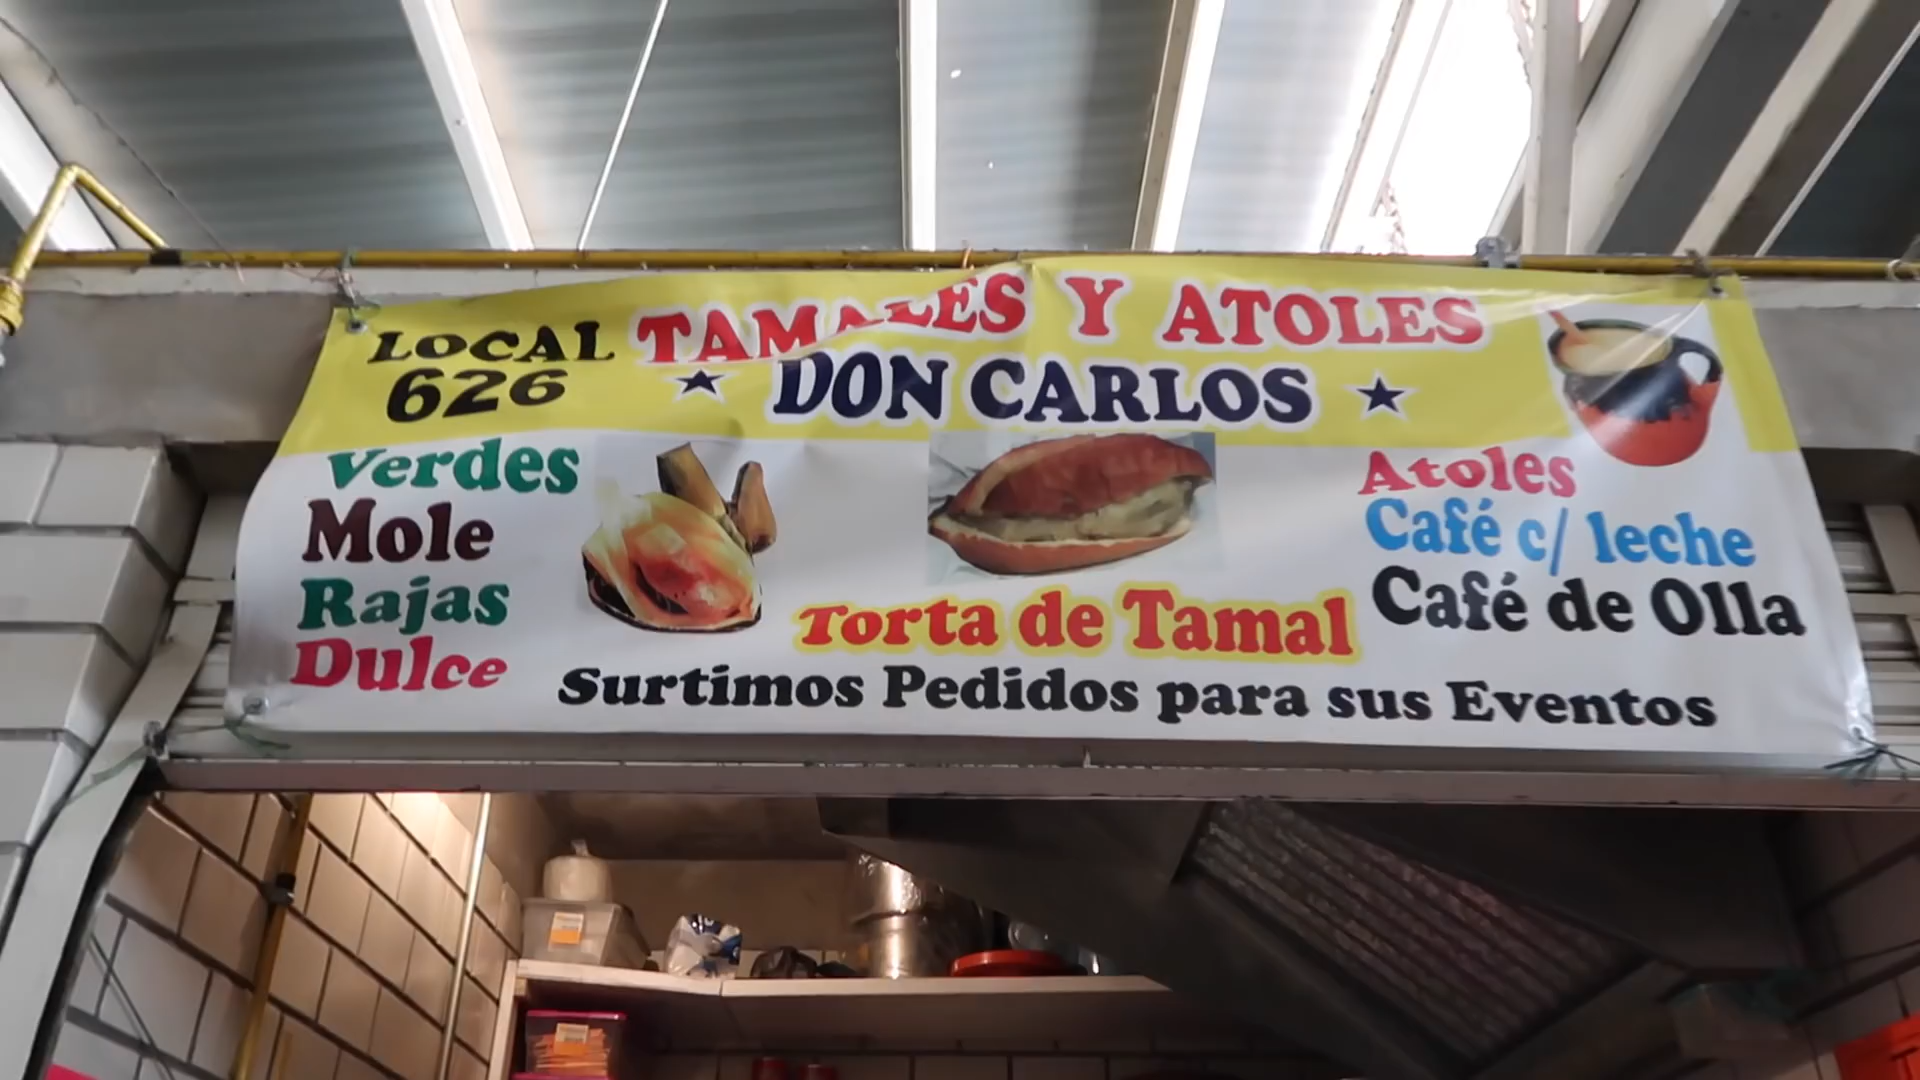 LOCAL
626
TAMALES Y ATOLES
DON CARLOS
Verdes
Mole
Rajas
Dulce
Torta de Tamal
Atoles
Café c/ leche
Café de Olla
Surtimos Pedidos para sus Eventos